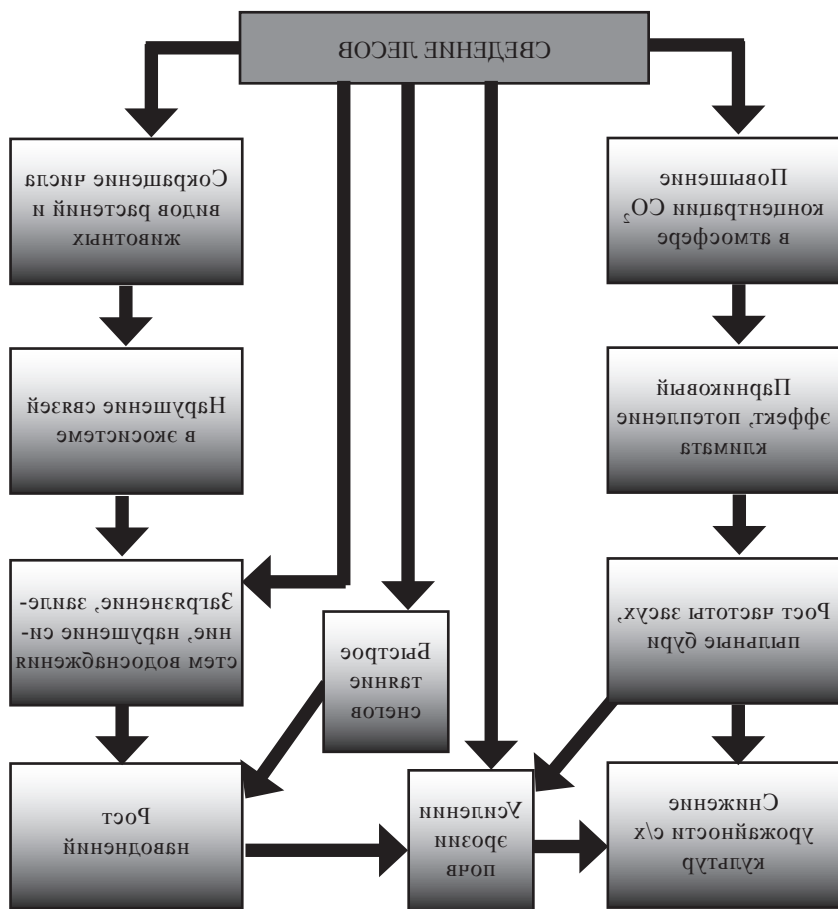 СВЕДЕНИЕ ЛЕСОВ
Повышение
концентрации CO₂
в атмосфере
Сокращение числа
видов растений и
животных
Парниковый
эффект, потепление
климата
Нарушение связей
в экосистеме
Рост частоты засух,
пыльные бури
Быстрое
таяние
снегов
Загрязнение, заиле-
ние, нарушение си-
стем водоснабжения
Снижение
урожайности с/х
культур
Усилении
эрозии
почв
Рост
наводнений